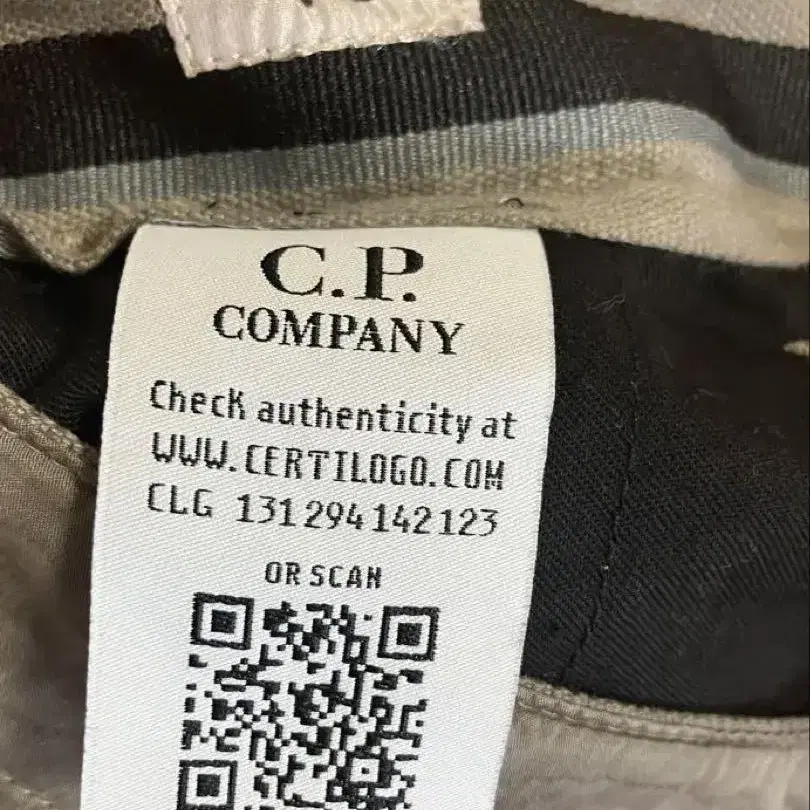 C.P.
COMPANY
Check authenticity at
WWW.CERTILOGO.COM
CLG 131294142123
OR SCAN